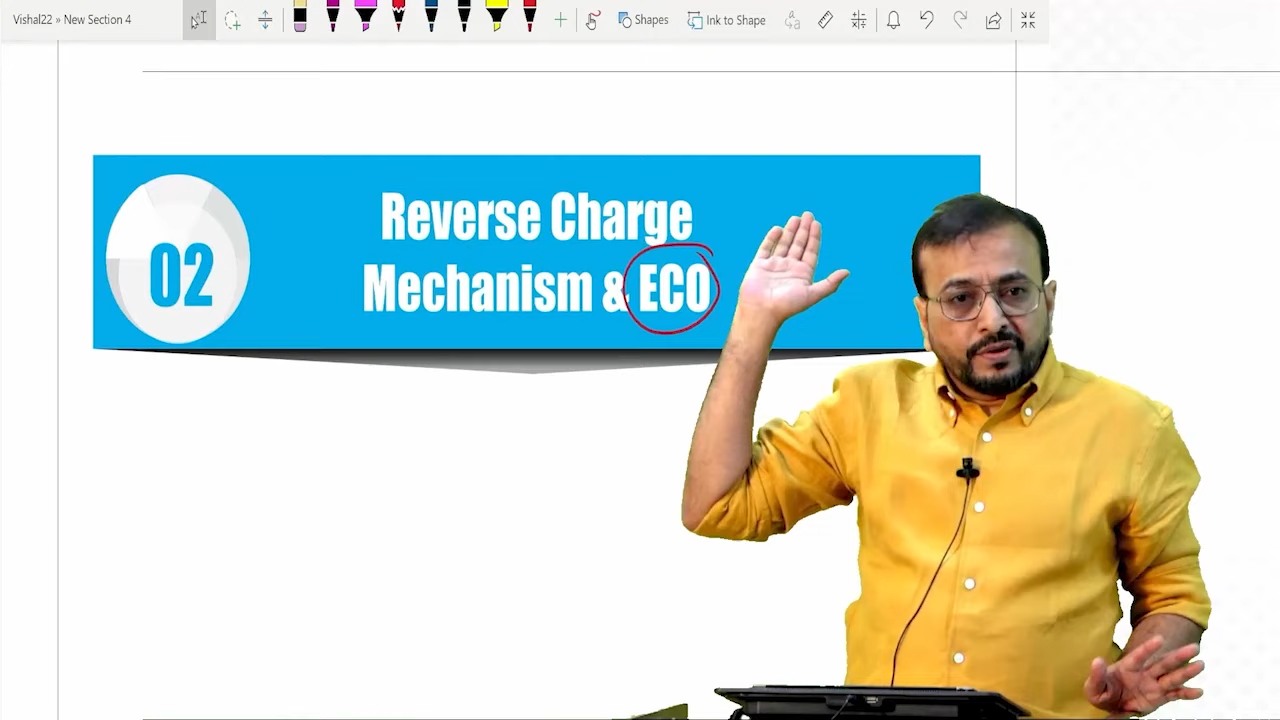 Vishal22 » New Section 4
Shapes
Ink to Shape
02
Reverse Charge
Mechanism & ECO